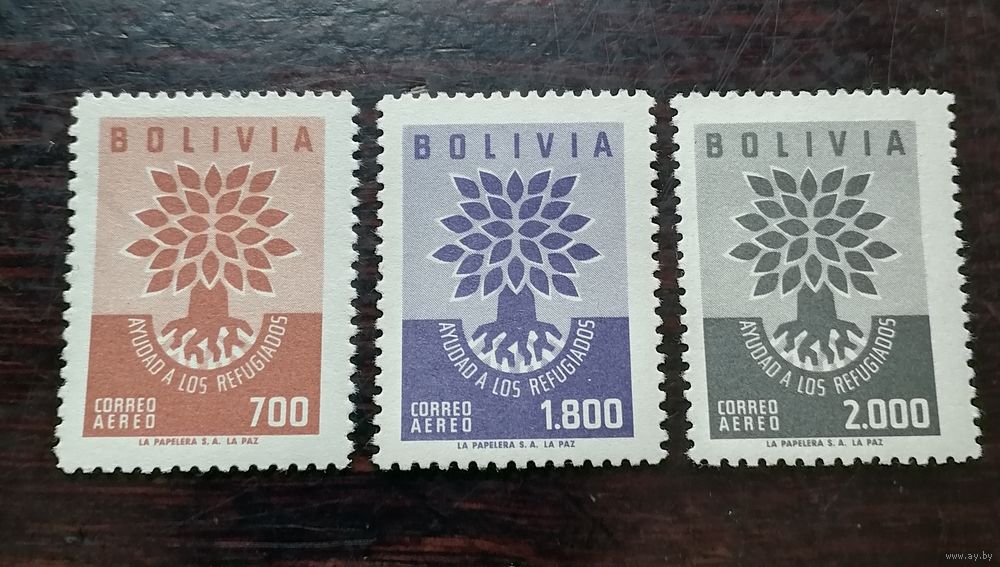 BOLIVIA
AYUDAD A LOS REFUGIADOS
CORREO
AEREO
700
LA PAPELERA S. A. LA PAZ
BOLIVIA
AYUDAD A LOS REFUGIADOS
CORREO
AEREO
1.800
LA PAPELERA S. A. LA PAZ
BOLIVIA
AYUDAD A LOS REFUGIADOS
CORREO
AEREO
2.000
LA PAPELERA S. A. LA PAZ
www.ay.by